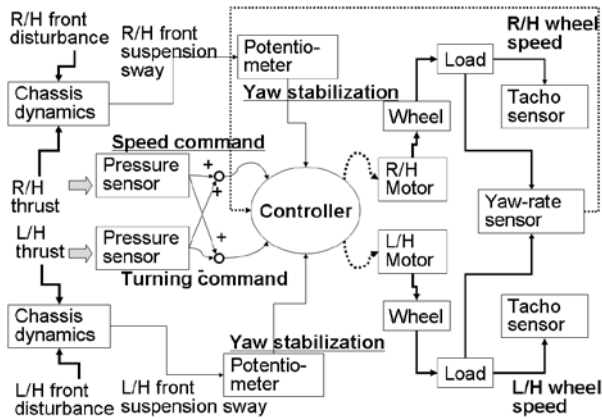 R/H front
disturbance
R/H front
suspension
sway
Potentio-
meter
R/H wheel
speed
Load
Chassis
dynamics
Yaw stabilization
Wheel
Tacho
sensor
Speed command
Pressure
sensor
+
+
R/H
thrust
R/H
Motor
Controller
Yaw-rate
sensor
L/H
thrust
Pressure
sensor
+
-
Turning command
L/H
Motor
Chassis
dynamics
Wheel
Tacho
sensor
Yaw stabilization
Potentio-
meter
Load
L/H front
disturbance
L/H front
suspension sway
L/H wheel
speed